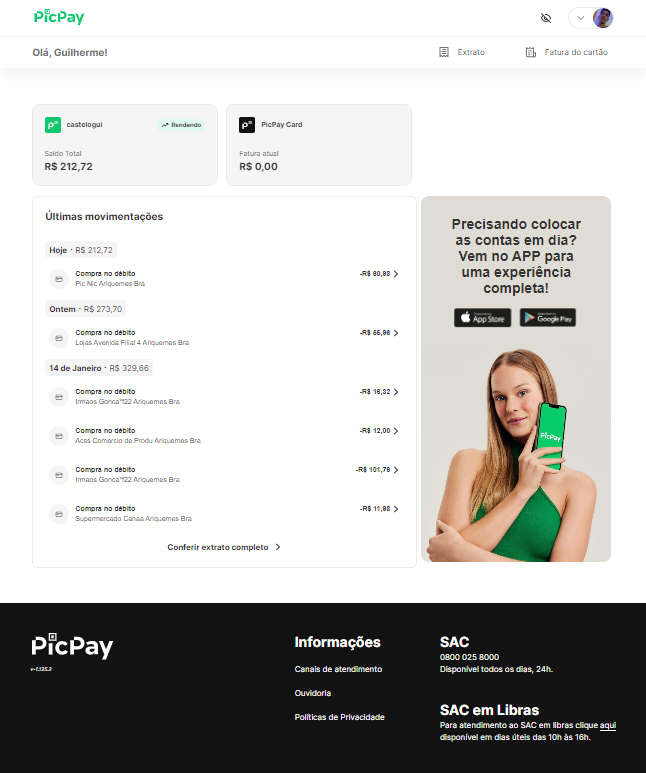 PicPay
Olá, Guilherme!
Extrato
Fatura do cartão
castelogui
Rendendo
Saldo Total
R$ 212,72
PicPay Card
Fatura atual
R$ 0,00
Últimas movimentações
Hoje · R$ 212,72
Compra no débito
-R$ 60,98
Pic Nic Ariquemes Bra
Ontem · R$ 273,70
Compra no débito
-R$ 55,96
Lojas Avenida Filial 4 Ariquemes Bra
14 de Janeiro · R$ 329,66
Compra no débito
-R$ 16,32
Irmaos Gonca*f22 Ariquemes Bra
Compra no débito
-R$ 12,00
Acss Comercio de Produ Ariquemes Bra
Compra no débito
-R$ 101,79
Irmaos Gonca*f22 Ariquemes Bra
Compra no débito
-R$ 11,93
Supermercado Canaa Ariquemes Bra
Conferir extrato completo
Precisando colocar
as contas em dia?
Vem no APP para
uma experiência
completa!
App Store
Google Play
PicPay
PicPay
v-1.135.3
Informações
Canais de atendimento
Ouvidoria
Políticas de Privacidade
SAC
0800 025 8000
Disponível todos os dias, 24h.
SAC em Libras
Para atendimento ao SAC em libras clique aqui
disponível em dias úteis das 10h às 16h.